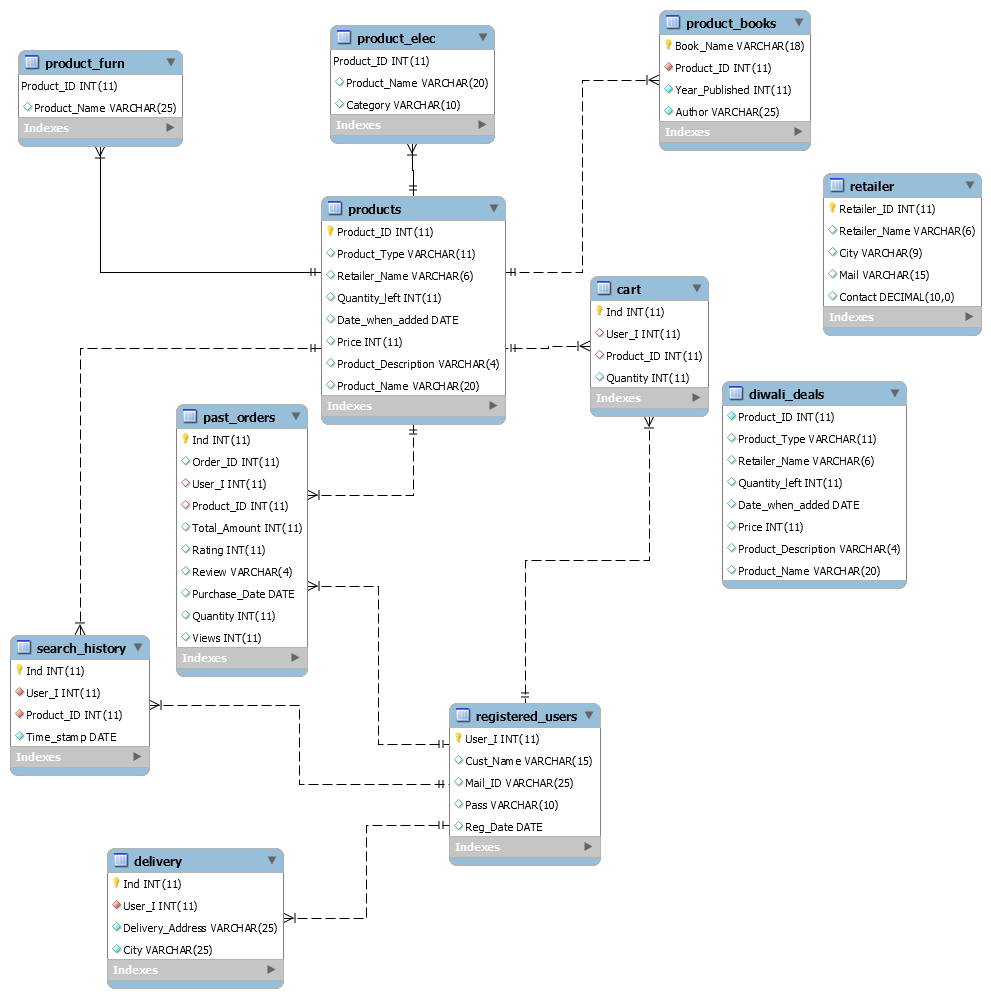 product_furn
Product_ID INT(11)
Product_Name VARCHAR(25)
Indexes
product_elec
Product_ID INT(11)
Product_Name VARCHAR(20)
Category VARCHAR(10)
Indexes
product_books
Book_Name VARCHAR(18)
Product_ID INT(11)
Year_Published INT(11)
Author VARCHAR(25)
Indexes
retailer
Retailer_ID INT(11)
Retailer_Name VARCHAR(6)
City VARCHAR(9)
Mail VARCHAR(15)
Contact DECIMAL(10,0)
Indexes
products
Product_ID INT(11)
Product_Type VARCHAR(11)
Retailer_Name VARCHAR(6)
Quantity_left INT(11)
Date_when_added DATE
Price INT(11)
Product_Description VARCHAR(4)
Product_Name VARCHAR(20)
Indexes
cart
Ind INT(11)
User_I INT(11)
Product_ID INT(11)
Quantity INT(11)
Indexes
diwali_deals
Product_ID INT(11)
Product_Type VARCHAR(11)
Retailer_Name VARCHAR(6)
Quantity_left INT(11)
Date_when_added DATE
Price INT(11)
Product_Description VARCHAR(4)
Product_Name VARCHAR(20)
past_orders
Ind INT(11)
Order_ID INT(11)
User_I INT(11)
Product_ID INT(11)
Total_Amount INT(11)
Rating INT(11)
Review VARCHAR(4)
Purchase_Date DATE
Quantity INT(11)
Views INT(11)
Indexes
search_history
Ind INT(11)
User_I INT(11)
Product_ID INT(11)
Time_stamp DATE
Indexes
registered_users
User_I INT(11)
Cust_Name VARCHAR(15)
Mail_ID VARCHAR(25)
Pass VARCHAR(10)
Reg_Date DATE
Indexes
delivery
Ind INT(11)
User_I INT(11)
Delivery_Address VARCHAR(25)
City VARCHAR(25)
Indexes